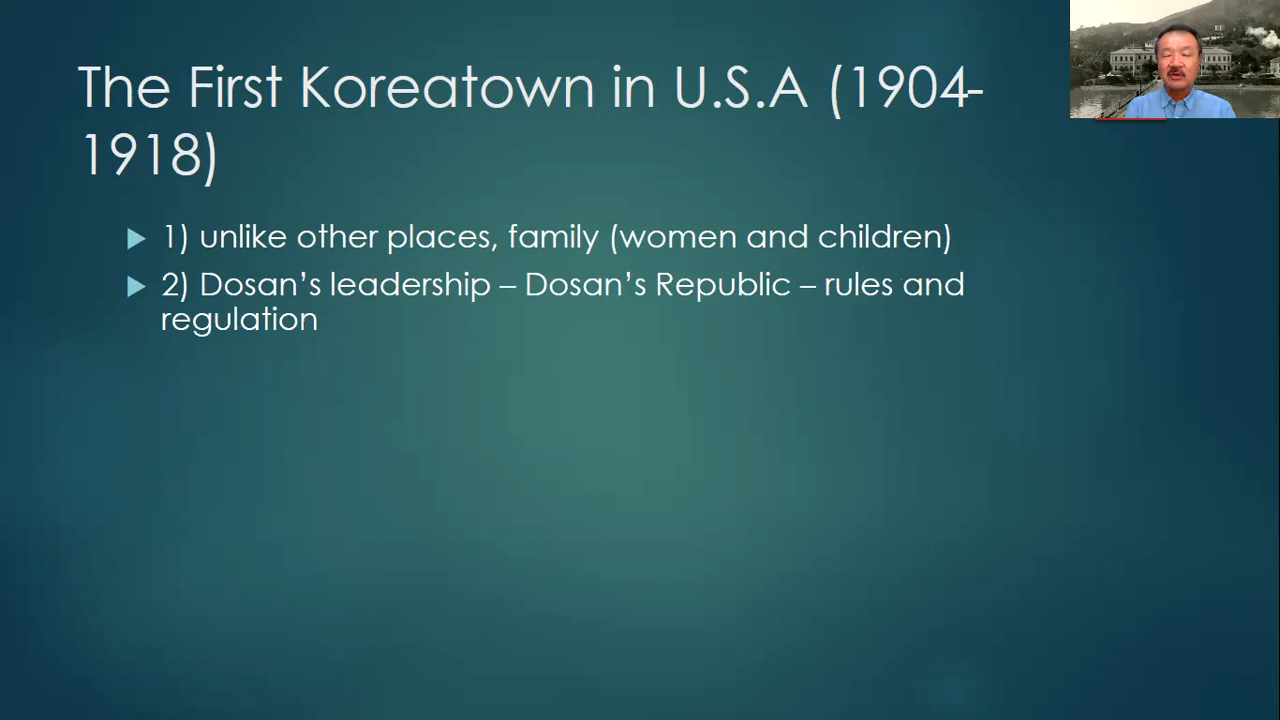 The First Koreatown in U.S.A (1904-
1918)
1) unlike other places, family (women and children)
2) Dosan’s leadership – Dosan’s Republic – rules and
regulation